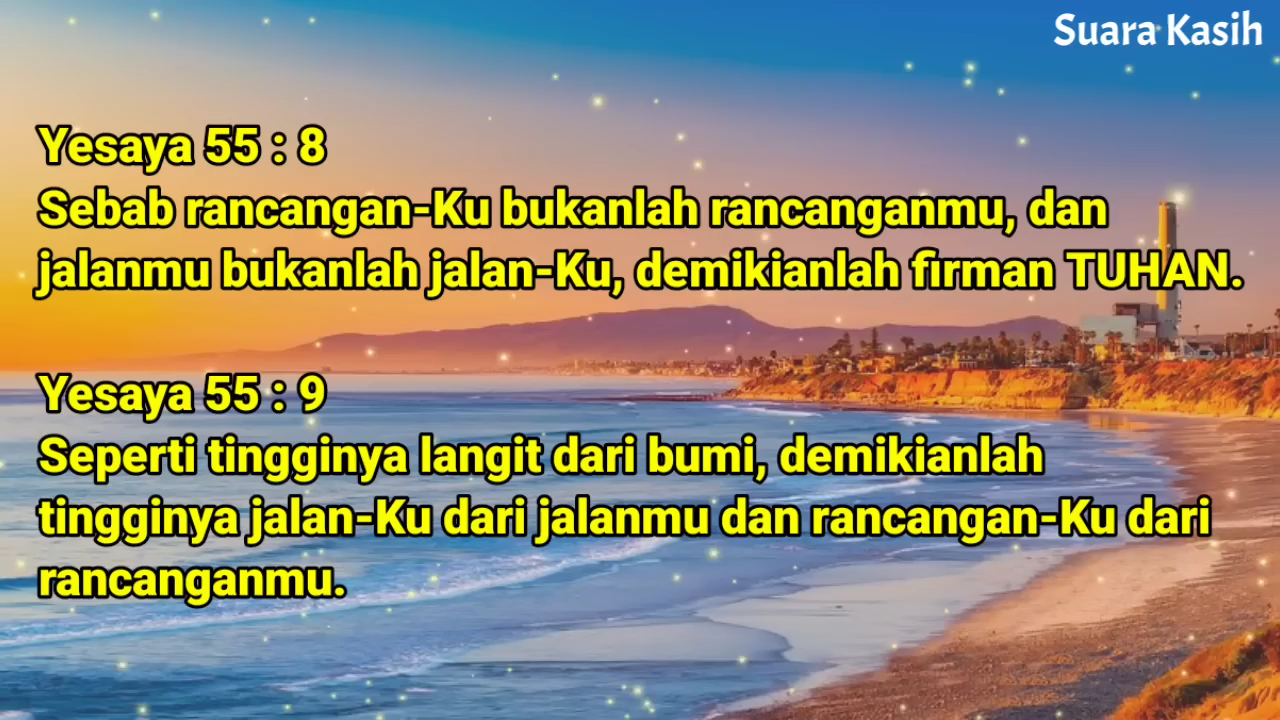 Suara Kasih
Yesaya 55 : 8
Sebab rancangan-Ku bukanlah rancanganmu, dan
jalanmu bukanlah jalan-Ku, demikianlah firman TUHAN.
Yesaya 55 : 9
Seperti tingginya langit dari bumi, demikianlah
tingginya jalan-Ku dari jalanmu dan rancangan-Ku dari
rancanganmu.